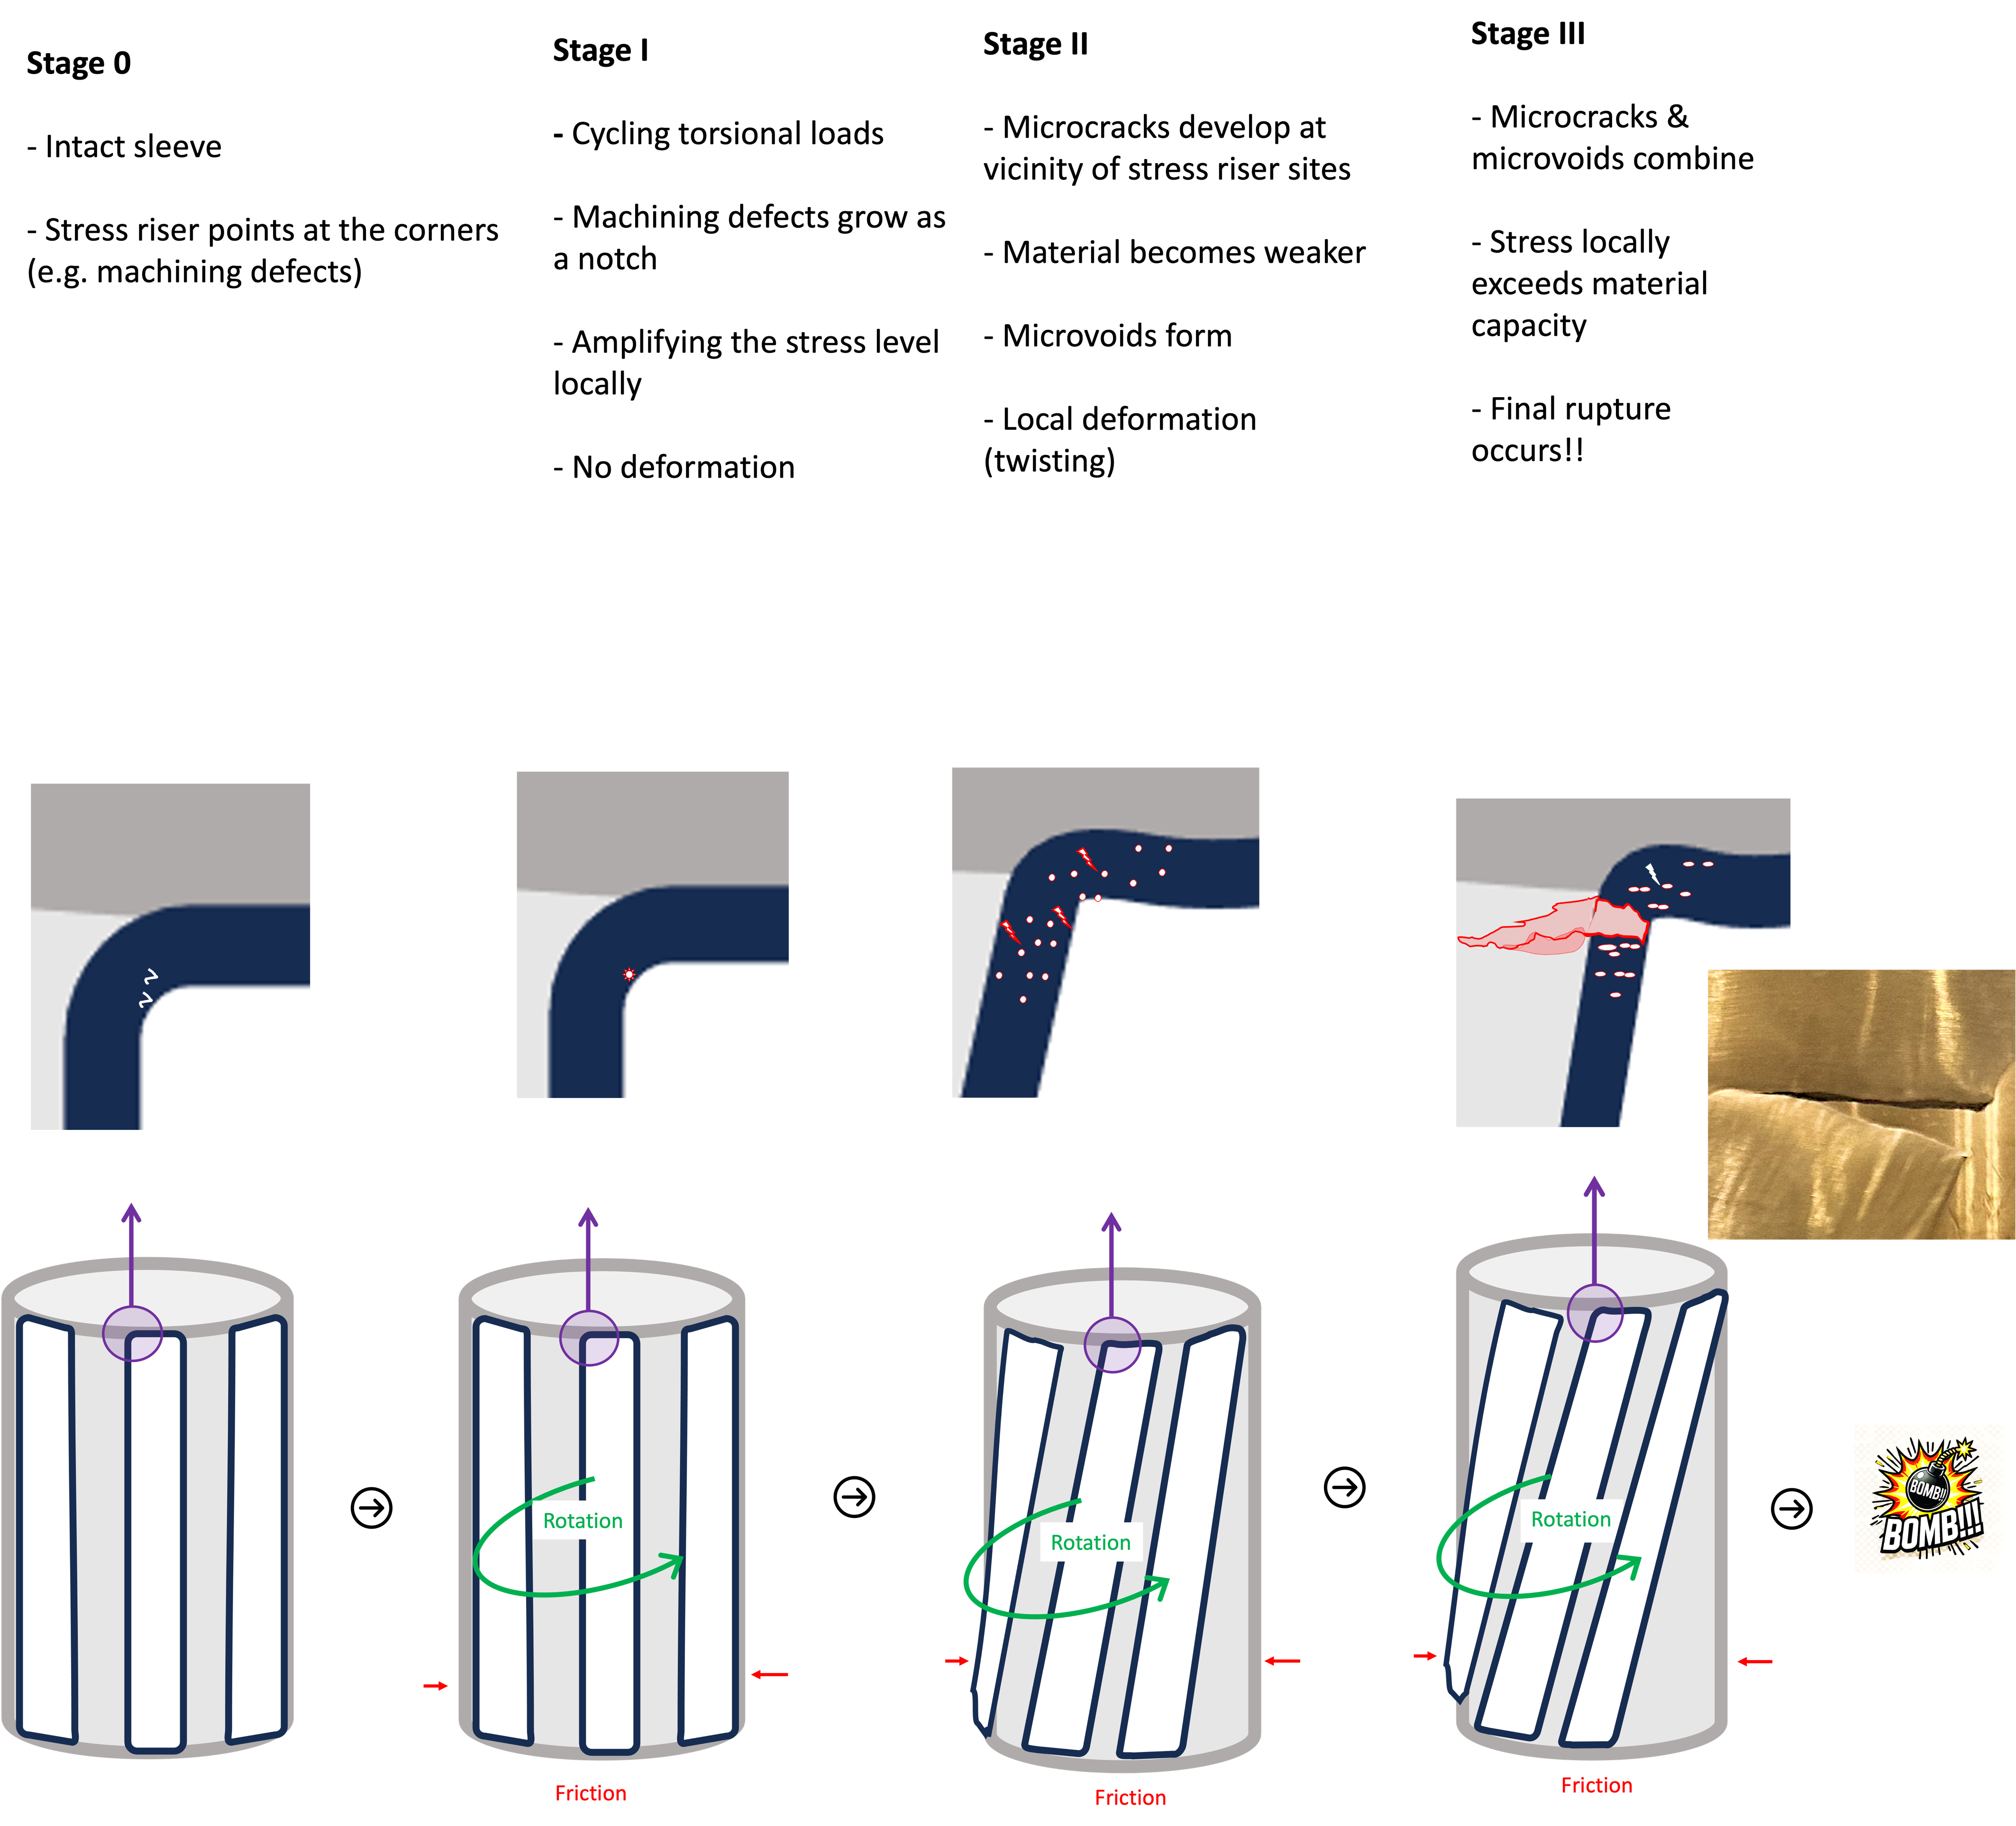 Stage 0
- Intact sleeve
- Stress riser points at the corners
(e.g. machining defects)
Stage I
- Cycling torsional loads
- Machining defects grow as
a notch
- Amplifying the stress level
locally
- No deformation
Stage II
- Microcracks develop at
vicinity of stress riser sites
- Material becomes weaker
- Microvoids form
- Local deformation
(twisting)
Stage III
- Microcracks &
microvoids combine
- Stress locally
exceeds material
capacity
- Final rupture
occurs!!
Rotation
Friction
Rotation
Friction
Rotation
Friction
BOMB!!
BOMB!!!